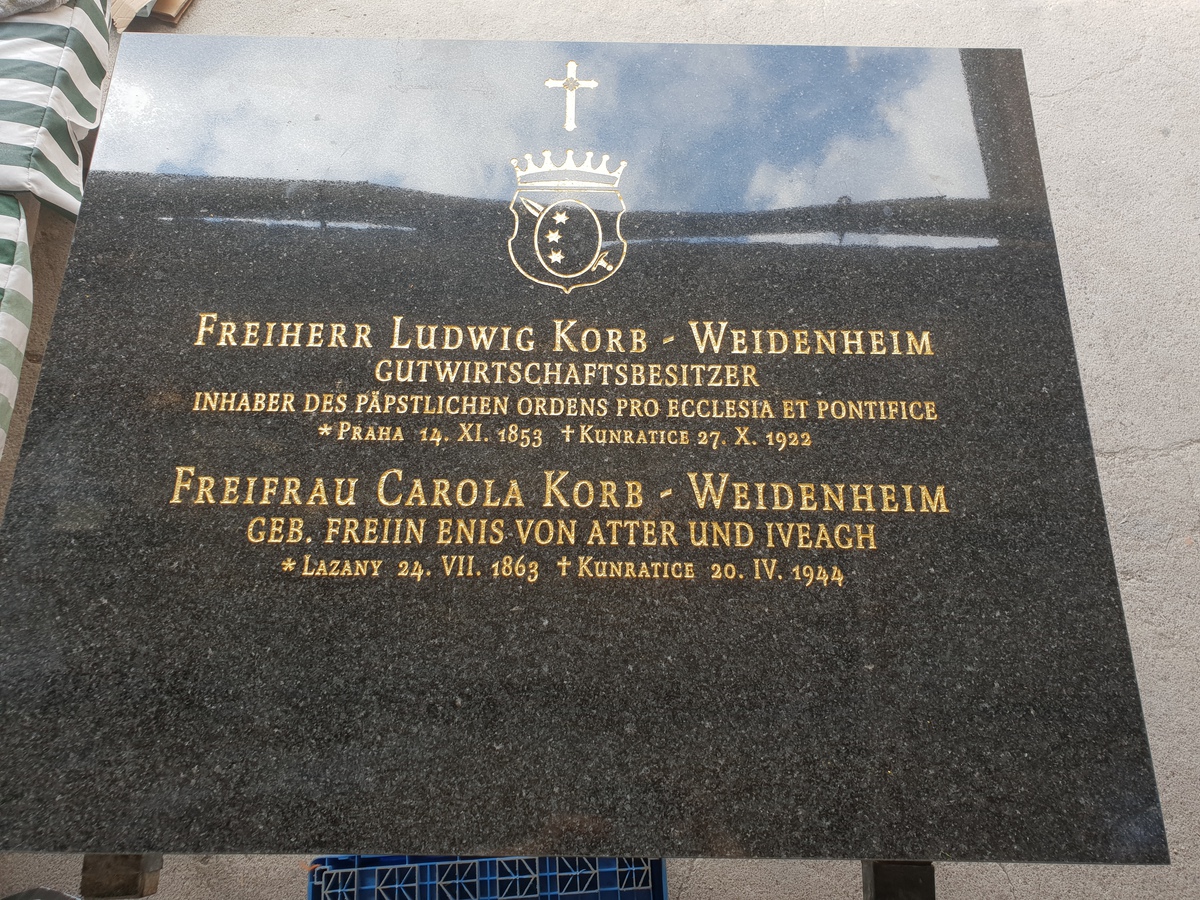 Freiherr Ludwig Korb - Weidenheim
GUTWIRTSCHAFTSBESITZER
INHABER DES PÄPSTLICHEN ORDENS PRO ECCLESIA ET PONTIFICE
*Praha 14. XI. 1853 †Kunratice 27. X. 1922
Freifrau Carola Korb - Weidenheim
GEB. FREIIN ENIS VON ATTER UND IVEAGH
*Lazany 24. VII. 1863 †Kunratice 20. IV. 1944